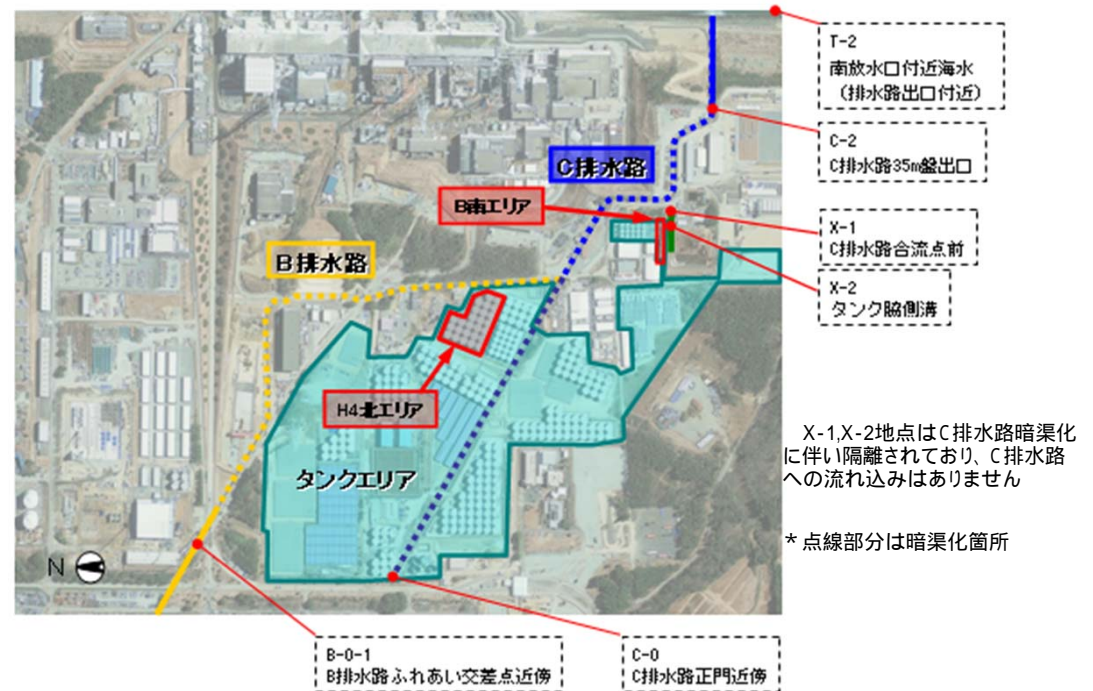 T-2
南放水口付近海水
（排水路出口付近）
C-2
C排水路35m盤出口
C排水路
B南エリア
X-1
C排水路合流点前
X-2
タンク脇側溝
B排水路
H4北エリア
タンクエリア
X-1,X-2地点はC排水路暗渠化
に伴い隔離されており、C排水路
への流れ込みはありません
*点線部分は暗渠化箇所
N
B-0-1
B排水路ふれあい交差点近傍
C-0
C排水路正門近傍